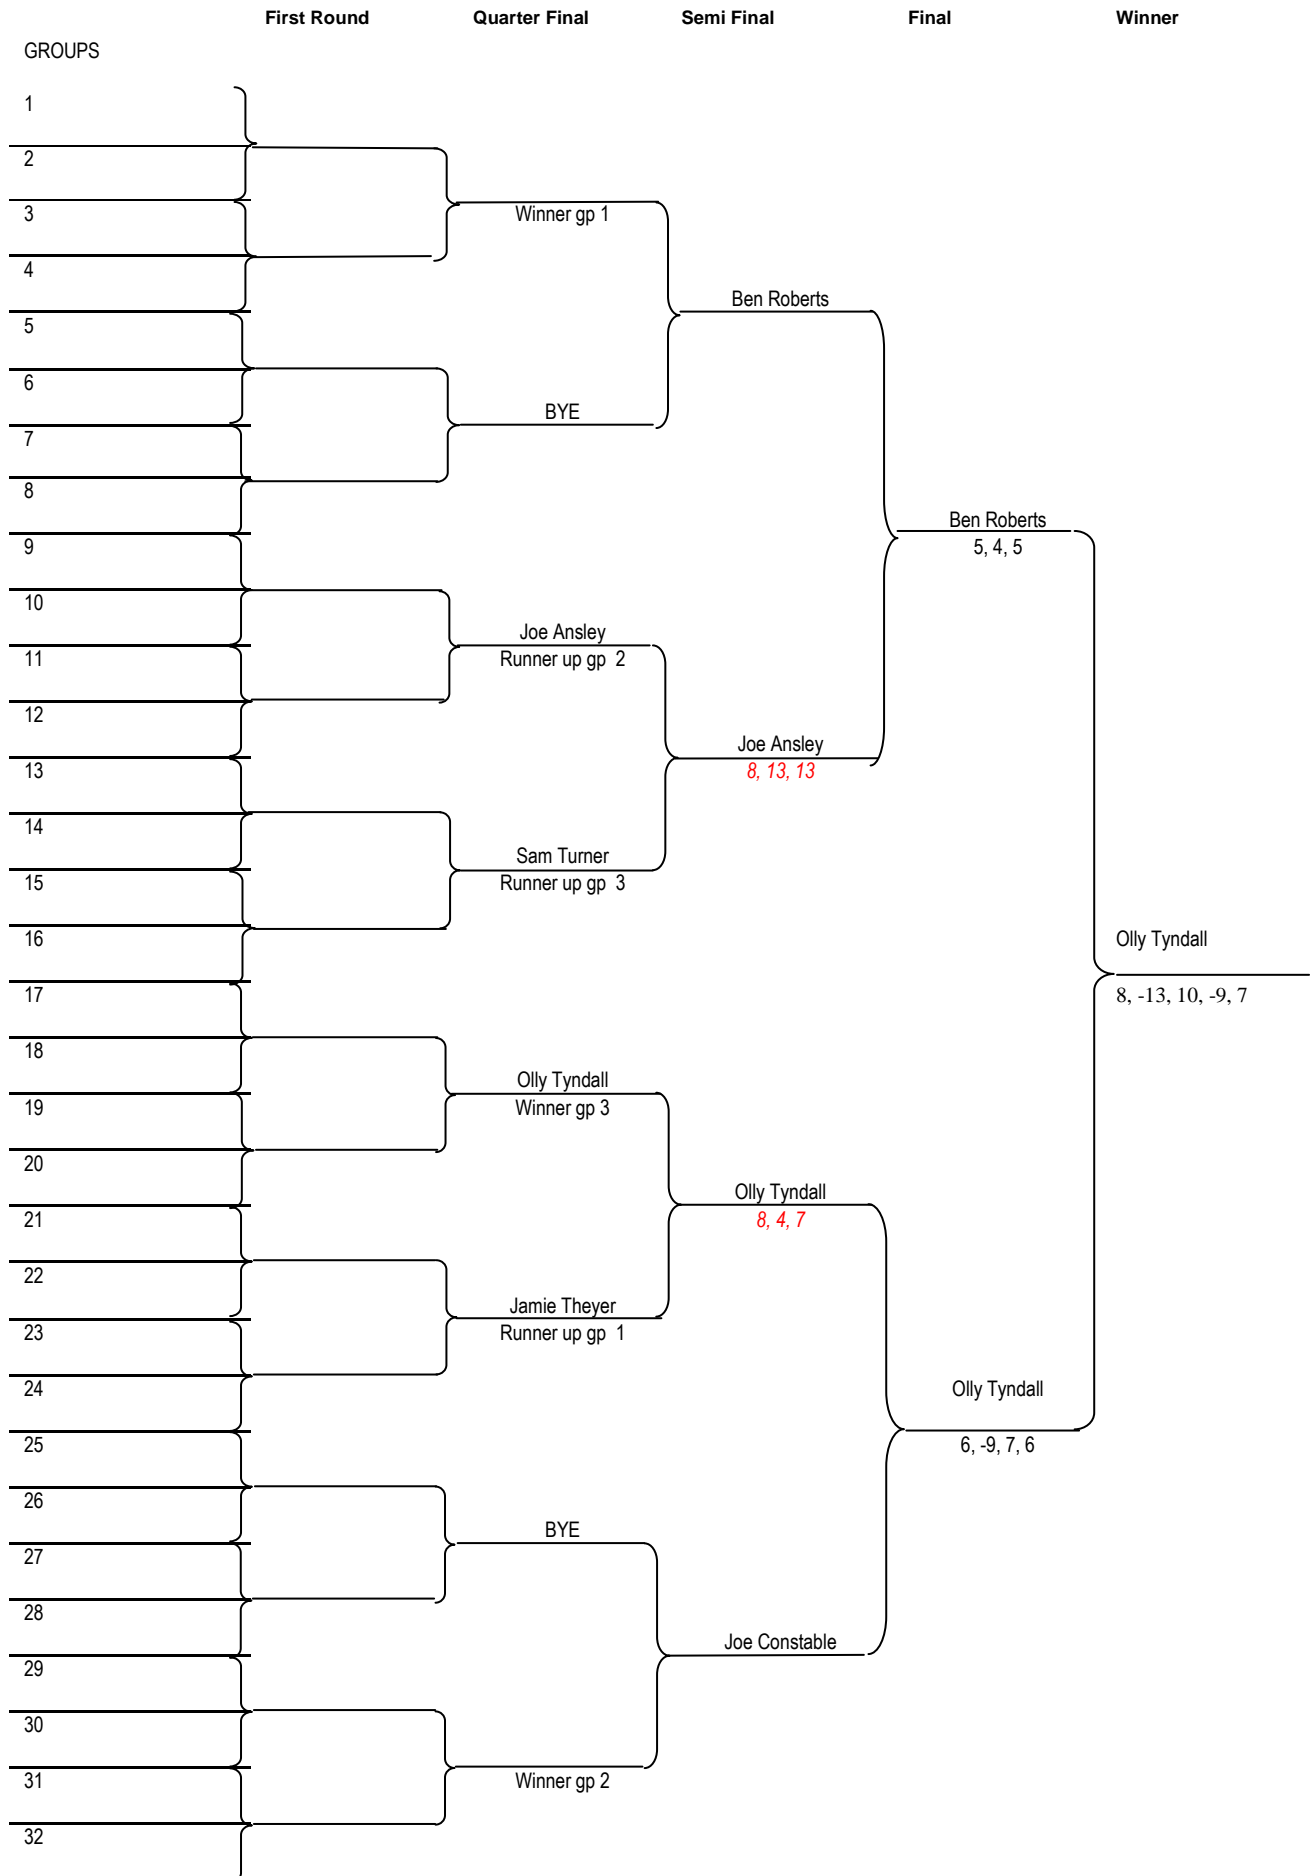 First Round Quarter Final Semi Final Final Winner
GROUPS
1
2
3
Winner gp 1
4
Ben Roberts
5
6
BYE
7
8
Ben Roberts
9
5, 4, 5
10
Joe Ansley
11
Runner up gp 2
12
Joe Ansley
13
8, 13, 13
14
Sam Turner
15
Runner up gp 3
16
Olly Tyndall
17
8, -13, 10, -9, 7
18
Olly Tyndall
19
Winner gp 3
20
Olly Tyndall
21
8, 4, 7
22
Jamie Theyer
23
Runner up gp 1
24
Olly Tyndall
25
6, -9, 7, 6
26
BYE
27
28
Joe Constable
29
30
31
Winner gp 2
32